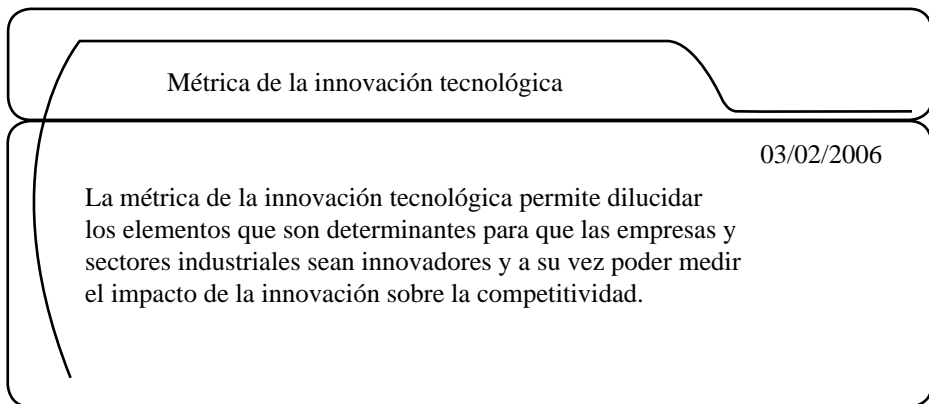 Métrica de la innovación tecnológica
03/02/2006
La métrica de la innovación tecnológica permite dilucidar
los elementos que son determinantes para que las empresas y
sectores industriales sean innovadores y a su vez poder medir
el impacto de la innovación sobre la competitividad.